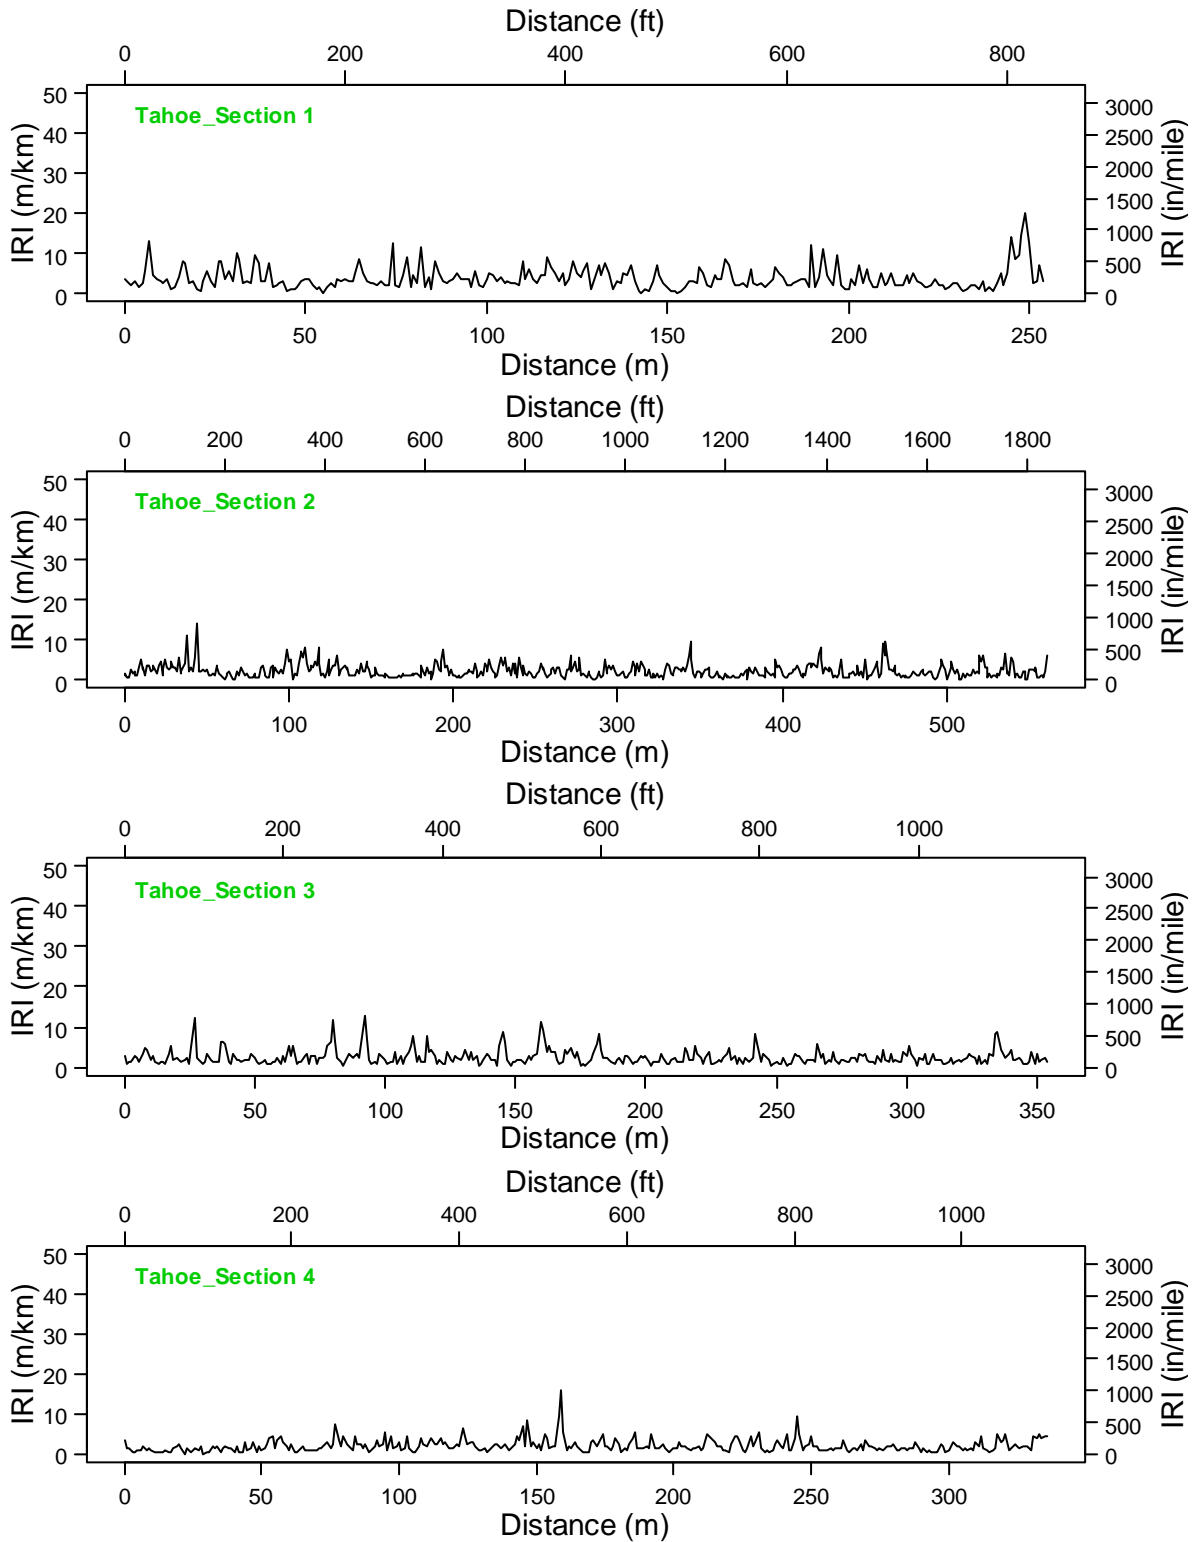 Distance (ft)
0 200 400 600 800
Tahoe_Section 1
IRI (m/km)
50
40
30
20
10
0
IRI (in/mile)
3000
2500
2000
1500
1000
500
0
0 50 100 150 200 250
Distance (m)
Distance (ft)
0 200 400 600 800 1000 1200 1400 1600 1800
Tahoe_Section 2
IRI (m/km)
50
40
30
20
10
0
IRI (in/mile)
3000
2500
2000
1500
1000
500
0
0 100 200 300 400 500
Distance (m)
Distance (ft)
0 200 400 600 800 1000
Tahoe_Section 3
IRI (m/km)
50
40
30
20
10
0
IRI (in/mile)
3000
2500
2000
1500
1000
500
0
0 50 100 150 200 250 300 350
Distance (m)
Distance (ft)
0 200 400 600 800 1000
Tahoe_Section 4
IRI (m/km)
50
40
30
20
10
0
IRI (in/mile)
3000
2500
2000
1500
1000
500
0
0 50 100 150 200 250 300
Distance (m)